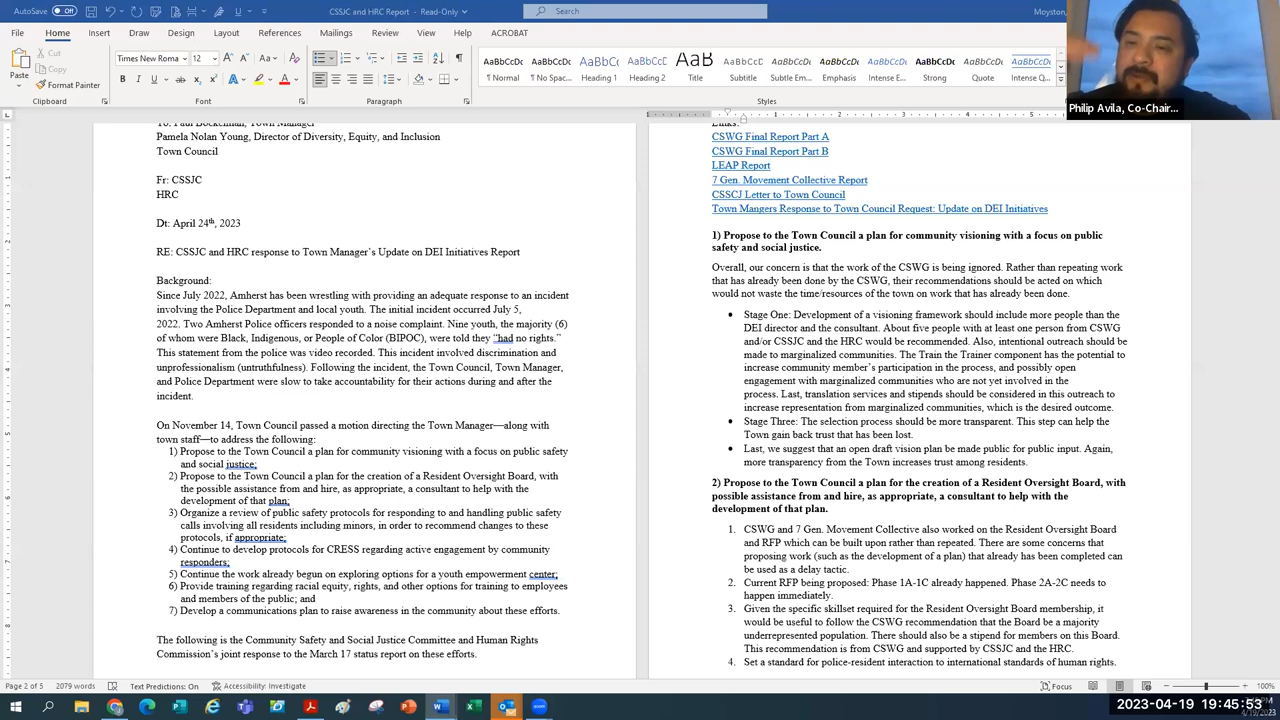 AutoSave
CSSJC and HRC Report - Read-Only
Search
Moyston,
File Home Insert Draw Design Layout References Mailings Review View Help ACROBAT
Cut
Copy
Format Painter
Paste
Times New Roma 12
Normal No Spac... Heading 1 Heading 2 Title Subtitle Subtle Em... Emphasis Intense E... Strong Quote Intense Q...
Clipboard Font Paragraph Styles
Philip Avila, Co-Chair...
To: Paul Bockelman, Town Manager
Pamela Nolan Young, Director of Diversity, Equity, and Inclusion
Town Council
Fr: CSSJC
HRC
Dt: April 24th, 2023
RE: CSSJC and HRC response to Town Manager's Update on DEI Initiatives Report
Background:
Since July 2022, Amherst has been wrestling with providing an adequate response to an incident
involving the Police Department and local youth. The initial incident occurred July 5,
2022. Two Amherst Police officers responded to a noise complaint. Nine youth, the majority (6)
of whom were Black, Indigenous, or People of Color (BIPOC), were told they "had no rights."
This statement from the police was video recorded. This incident involved discrimination and
unprofessionalism (untruthfulness). Following the incident, the Town Council, Town Manager,
and Police Department were slow to take accountability for their actions during and after the
incident.
On November 14, Town Council passed a motion directing the Town Manager—along with
town staff—to address the following:
1) Propose to the Town Council a plan for community visioning with a focus on public safety
and social justice;
2) Propose to the Town Council a plan for the creation of a Resident Oversight Board, with
the possible assistance from and hire, as appropriate, a consultant to help with the
development of that plan;
3) Organize a review of public safety protocols for responding to and handling public safety
calls involving all residents including minors, in order to recommend changes to these
protocols, if appropriate;
4) Continue to develop protocols for CRESS regarding active engagement by community
responders;
5) Continue the work already begun on exploring options for a youth empowerment center;
6) Provide training regarding racial equity, rights, and other options for training to employees
and members of the public; and
7) Develop a communications plan to raise awareness in the community about these efforts.
The following is the Community Safety and Social Justice Committee and Human Rights
Commission's joint response to the March 17 status report on these efforts.
Links:
CSWG Final Report Part A
CSWG Final Report Part B
LEAP Report
7 Gen. Movement Collective Report
CSSCJ Letter to Town Council
Town Mangers Response to Town Council Request: Update on DEI Initiatives
1) Propose to the Town Council a plan for community visioning with a focus on public
safety and social justice.
Overall, our concern is that the work of the CSWG is being ignored. Rather than repeating work
that has already been done by the CSWG, their recommendations should be acted on which
would not waste the time/resources of the town on work that has already been done.
• Stage One: Development of a visioning framework should include more people than the
DEI director and the consultant. About five people with at least one person from CSWG
and/or CSSJC and the HRC would be recommended. Also, intentional outreach should be
made to marginalized communities. The Train the Trainer component has the potential to
increase community member's participation in the process, and possibly open
engagement with marginalized communities who are not yet involved in the
process. Last, translation services and stipends should be considered in this outreach to
increase representation from marginalized communities, which is the desired outcome.
• Stage Three: The selection process should be more transparent. This step can help the
Town gain back trust that has been lost.
• Last, we suggest that an open draft vision plan be made public for public input. Again,
more transparency from the Town increases trust among residents.
2) Propose to the Town Council a plan for the creation of a Resident Oversight Board, with
possible assistance from and hire, as appropriate, a consultant to help with the
development of that plan.
1. CSWG and 7 Gen. Movement Collective also worked on the Resident Oversight Board
and RFP which can be built upon rather than repeated. There are some concerns that
proposing work (such as the development of a plan) that already has been completed can
be used as a delay tactic.
2. Current RFP being proposed: Phase 1A-1C already happened. Phase 2A-2C needs to
happen immediately.
3. Given the specific skillset required for the Resident Oversight Board membership, it
would be useful to follow the CSWG recommendation that the Board be a majority
underrepresented population. There should also be a stipend for members on this Board.
This recommendation is from CSWG and supported by CSSJC and the HRC.
4. Set a standard for police-resident interaction to international standards of human rights.
Page 2 of 5 2079 words Text Predictions: On Accessibility: Investigate Focus 100%
2023-04-19 19:45:53